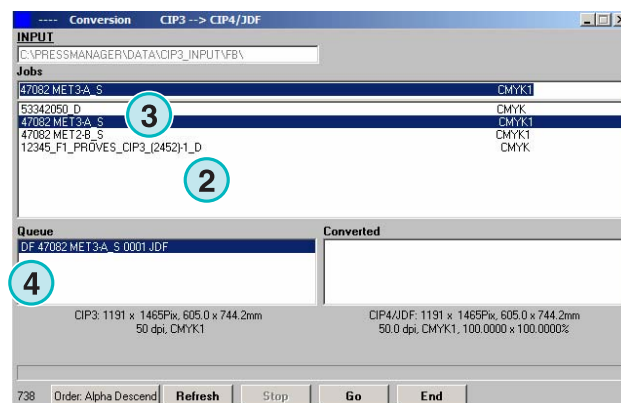 ---- Conversion CIP3 --> CIP4/JDF
INPUT
C:\PRESSMANAGER\DATA\CIP3_INPUT\FB\
Jobs
47082 MET3-A_S CMYK1
53342050_D CMYK
47082 MET3-A_S CMYK1
47082 MET2-B_S CMYK1
12345_F1_PROVES_CIP3_(2452)-1_D CMYK
3
2
Queue Converted
DF 47082 MET3-A_S 0001 JDF
4
CIP3: 1191 x 1465Pix, 605.0 x 744.2mm CIP4/JDF: 1191 x 1465Pix, 605.0 x 744.2mm
50 dpi, CMYK1 50.0 dpi, CMYK1, 100.0000 x 100.0000%
738 Order: Alpha Descend Refresh Stop Go End